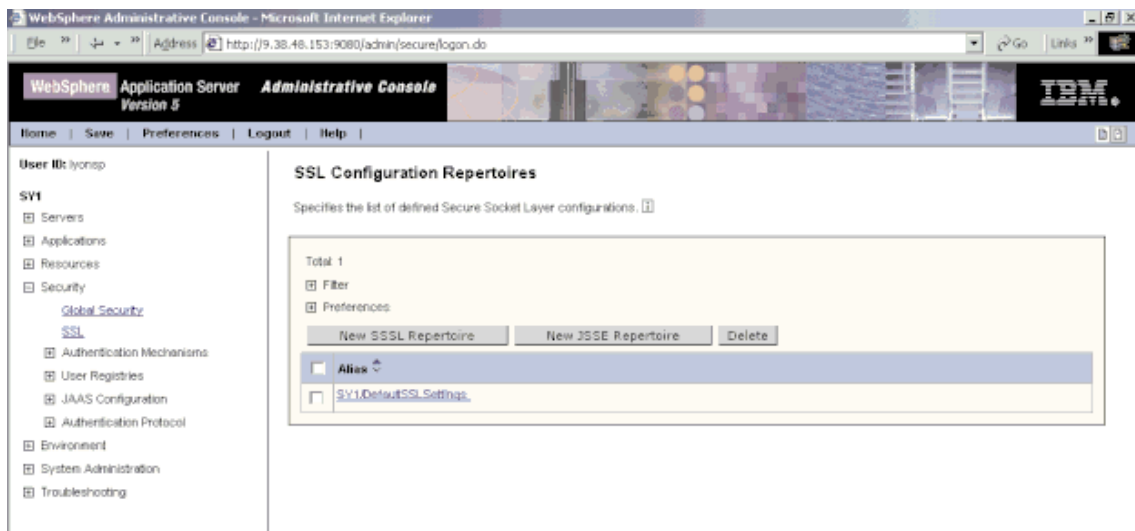 WebSphere Administrative Console - Microsoft Internet Explorer
File » Address http://9.38.48.153:9080/admin/secure/logon.do Go Links »
WebSphere Application Server Administrative Console
Version 5
IBM.
Home | Save | Preferences | Logout | Help |
User ID: lyonsp
SY1
Servers
Applications
Resources
Security
Global Security
SSL
Authentication Mechanisms
User Registries
JAAS Configuration
Authentication Protocol
Environment
System Administration
Troubleshooting
SSL Configuration Repertoires
Specifies the list of defined Secure Socket Layer configurations. i
Total: 1
Filter
Preferences
New SSSL Repertoire New JSSE Repertoire Delete
Alias
SY1/DefaultSSLSettings